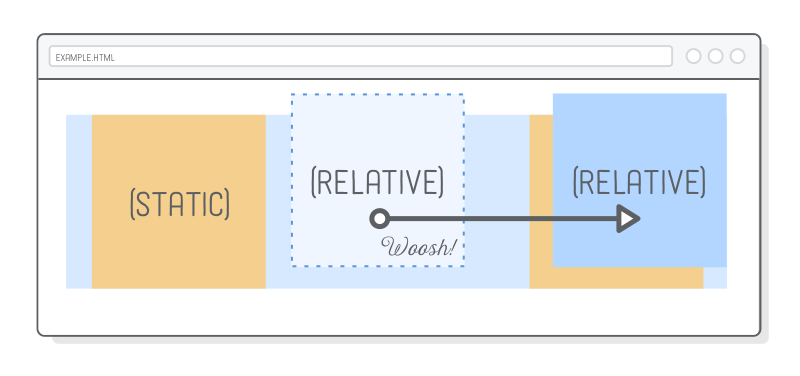 EXAMPLE.HTML
(STATIC)
(RELATIVE)
(RELATIVE)
Woosh!